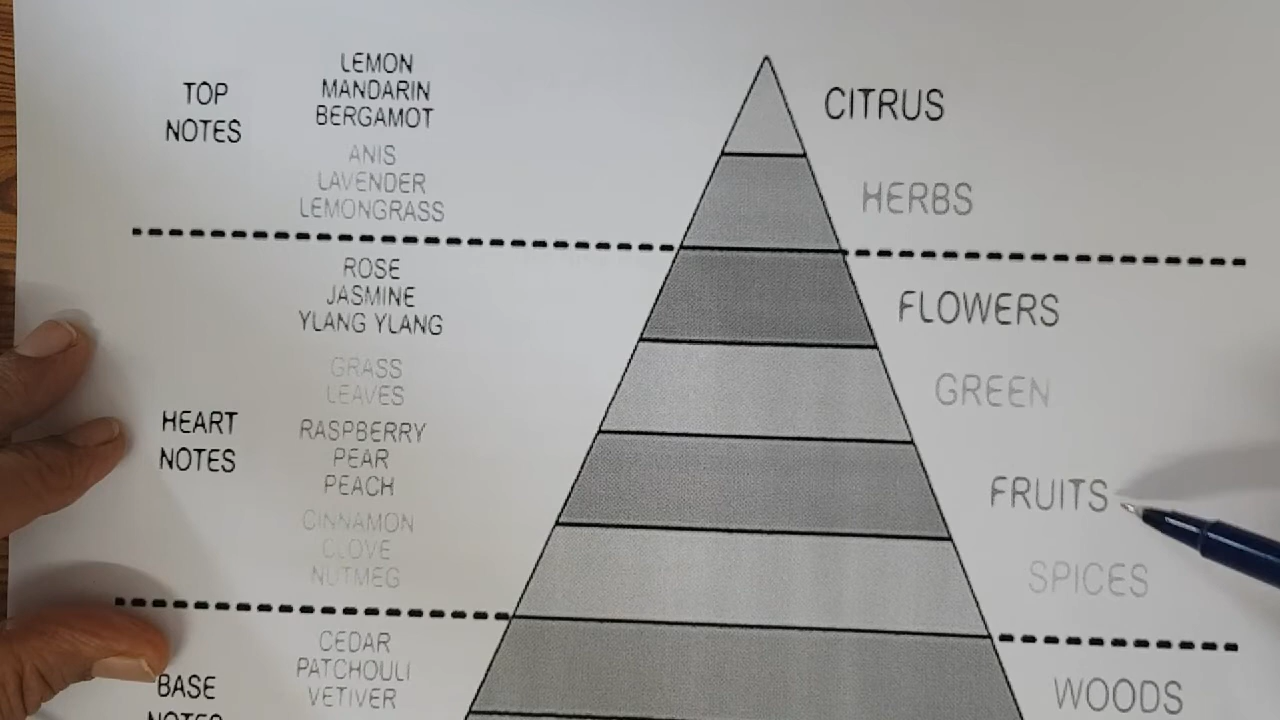 TOP
NOTES
LEMON
MANDARIN
BERGAMOT
CITRUS
ANIS
LAVENDER
LEMONGRASS
HERBS
HEART
NOTES
ROSE
JASMINE
YLANG YLANG
FLOWERS
GRASS
LEAVES
GREEN
RASPBERRY
PEAR
PEACH
FRUITS
CINNAMON
CLOVE
NUTMEG
SPICES
BASE
NOTES
CEDAR
PATCHOULI
VETIVER
WOODS